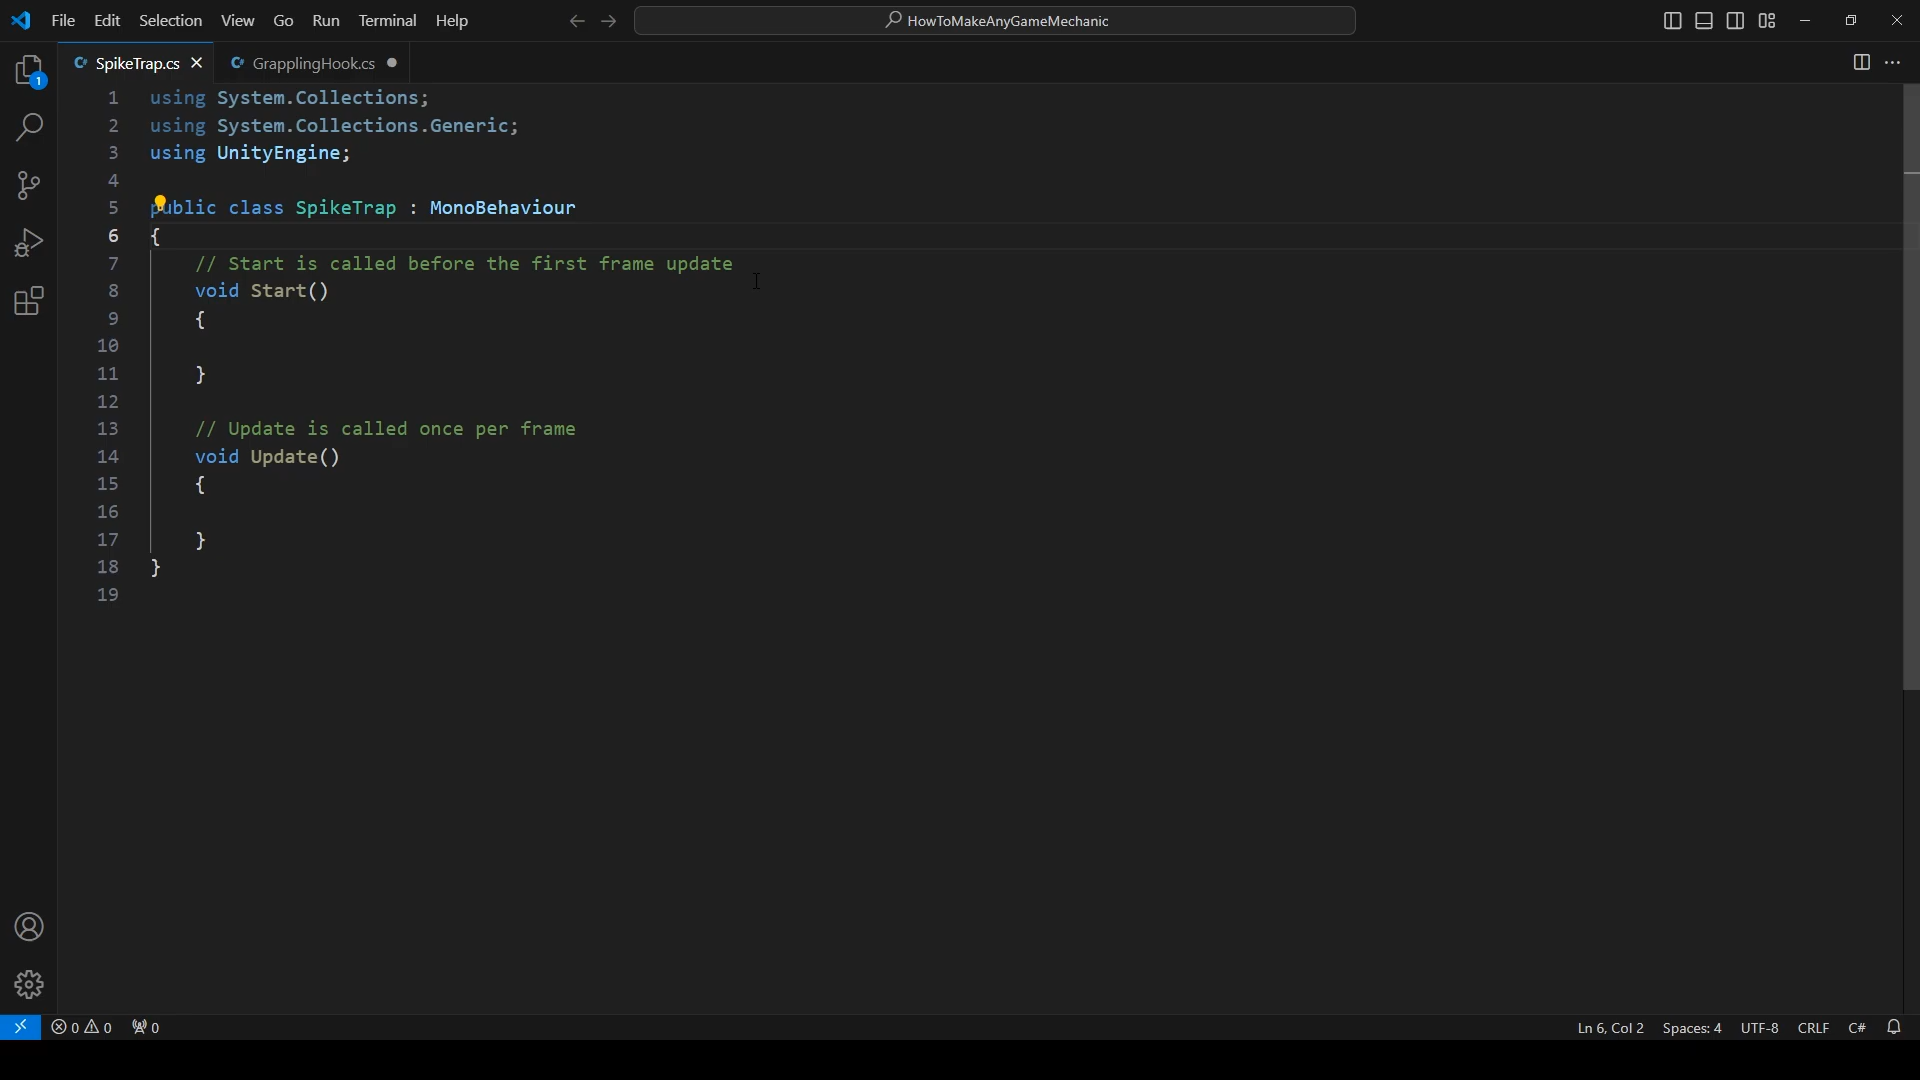 File Edit Selection View Go Run Terminal Help HowToMakeAnyGameMechanic
SpikeTrap.cs GrapplingHook.cs
1
1 using System.Collections;
2 using System.Collections.Generic;
3 using UnityEngine;
4
5 public class SpikeTrap : MonoBehaviour
6 {
7 // Start is called before the first frame update
8 void Start()
9 {
10
11 }
12
13 // Update is called once per frame
14 void Update()
15 {
16
17 }
18 }
19
0 0 0 Ln 6, Col 2 Spaces: 4 UTF-8 CRLF C#